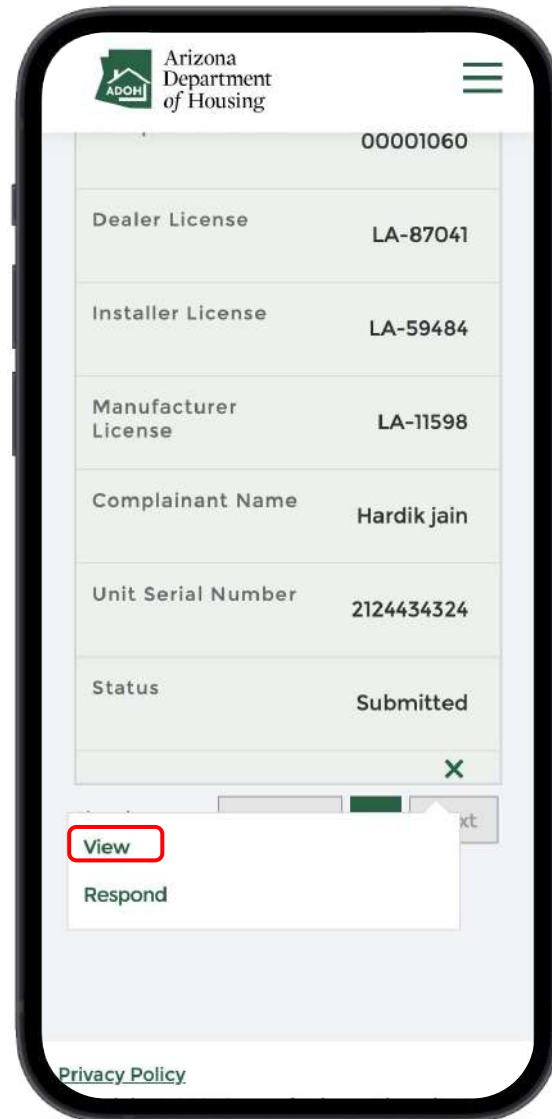 ADOH
Arizona
Department
of Housing
00001060
Dealer License
LA-87041
Installer License
LA-59484
Manufacturer
License
LA-11598
Complainant Name
Hardik jain
Unit Serial Number
2124434324
Status
Submitted
X
xt
View
Respond
Privacy Policy